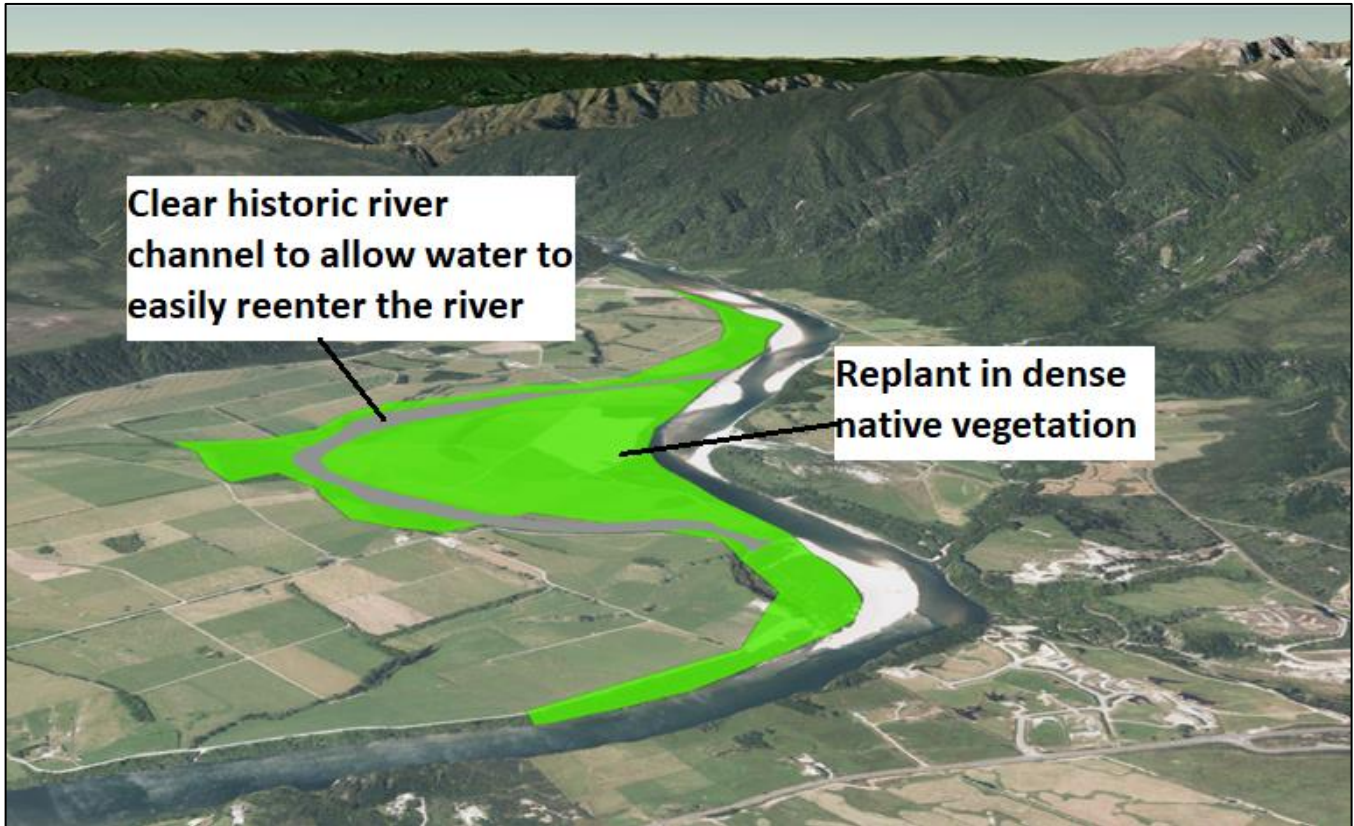 Clear historic river
channel to allow water to
easily reenter the river
Replant in dense
native vegetation